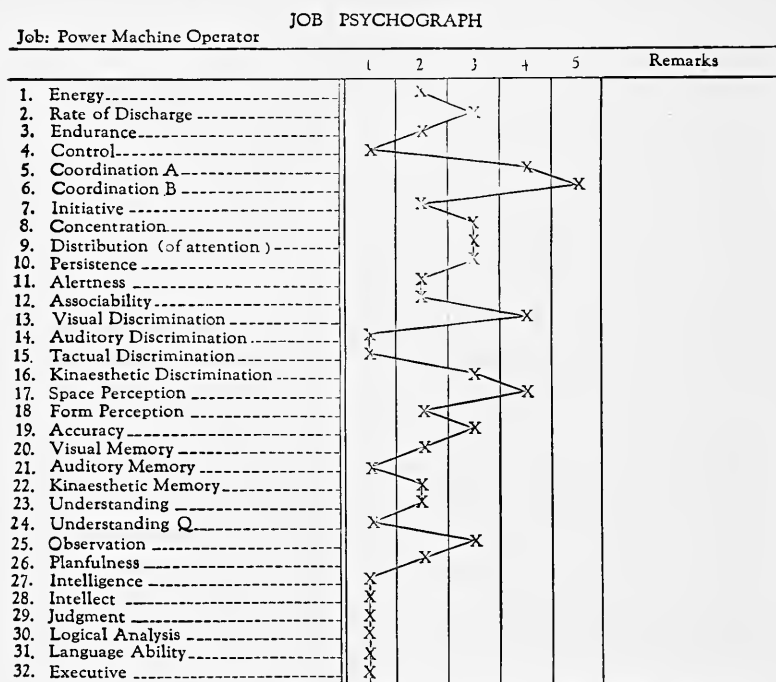 JOB PSYCHOGRAPH
Job: Power Machine Operator
1 2 3 4 5 Remarks
1. Energy X
2. Rate of Discharge X
3. Endurance X
4. Control X
5. Coordination A X
6. Coordination B X
7. Initiative X
8. Concentration X
9. Distribution (of attention) X
10. Persistence X
11. Alertness X
12. Associability X
13. Visual Discrimination X
14. Auditory Discrimination X
15. Tactual Discrimination X
16. Kinaesthetic Discrimination X
17. Space Perception X
18 Form Perception X
19. Accuracy X
20. Visual Memory X
21. Auditory Memory X
22. Kinaesthetic Memory X
23. Understanding X
24. Understanding Q X
25. Observation X
26. Planfulness X
27. Intelligence X
28. Intellect X
29. Judgment X
30. Logical Analysis X
31. Language Ability X
32. Executive X